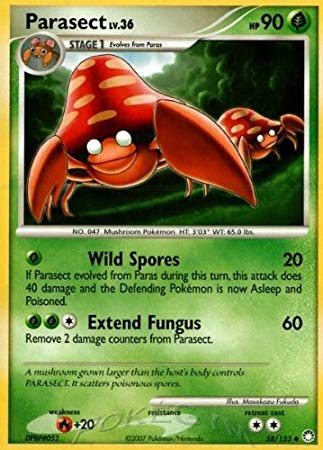 Parasect LV.36
HP 90
STAGE 1 Evolves from Paras
NO. 047 Mushroom Pokémon HT: 3'03" WT: 65.0 lbs.
Wild Spores 20
If Parasect evolved from Paras during this turn, this attack does
40 damage and the Defending Pokémon is now Asleep and
Poisoned.
Extend Fungus 60
Remove 2 damage counters from Parasect.
A mushroom grown larger than the host's body controls
PARASECT. It scatters poisonous spores.
DPBP#052
Illus. Masakazu Fukuda
weakness resistance retreat cost
+20
©2007 Pokémon/Nintendo.
58/123